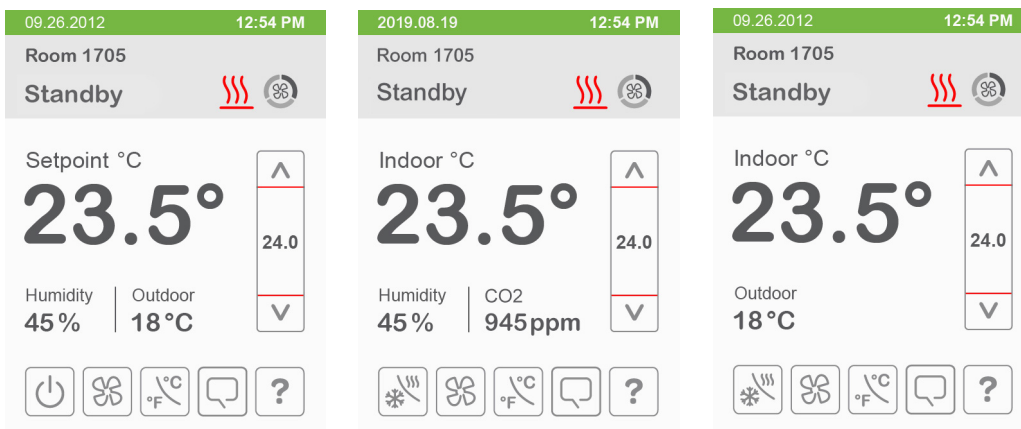 09.26.2012 12:54 PM
Room 1705
Standby
Setpoint °C
23.5°
24.0
Humidity Outdoor
45% 18°C
°C
°F
?
2019.08.19 12:54 PM
Room 1705
Standby
Indoor °C
23.5°
24.0
Humidity CO2
45% 945ppm
°C
°F
?
09.26.2012 12:54 PM
Room 1705
Standby
Indoor °C
23.5°
24.0
Outdoor
18°C
°C
°F
?